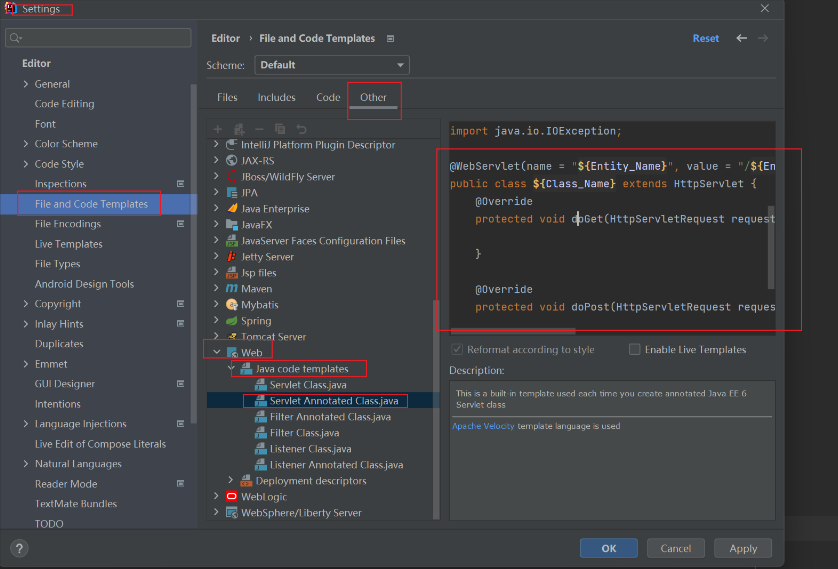 Settings
Editor
General
Code Editing
Font
Color Scheme
Code Style
Inspections
File and Code Templates
File Encodings
Live Templates
File Types
Android Design Tools
Copyright
Inlay Hints
Duplicates
Emmet
GUI Designer
Intentions
Language Injections
Live Edit of Compose Literals
Natural Languages
Reader Mode
TextMate Bundles
TODO
?
Editor › File and Code Templates
Reset
Scheme: Default
Files Includes Code Other
IntelliJ Platform Plugin Descriptor
JAX-RS
JBoss/WildFly Server
JPA
Java Enterprise
JavaFX
JavaServer Faces Configuration Files
Jetty Server
Jsp files
Maven
Mybatis
Spring
Tomcat Server
Web
Java code templates
Servlet Class.java
Servlet Annotated Class.java
Filter Annotated Class.java
Filter Class.java
Listener Class.java
Listener Annotated Class.java
Deployment descriptors
WebLogic
WebSphere/Liberty Server
import java.io.IOException;
@WebServlet(name = "${Entity_Name}", value = "/${En
public class ${Class_Name} extends HttpServlet {
@Override
protected void doGet(HttpServletRequest request
}
@Override
protected void doPost(HttpServletRequest reques
Reformat according to style
Enable Live Templates
Description:
This is a built-in template used each time you create annotated Java EE 6
Servlet class
Apache Velocity template language is used
OK
Cancel
Apply